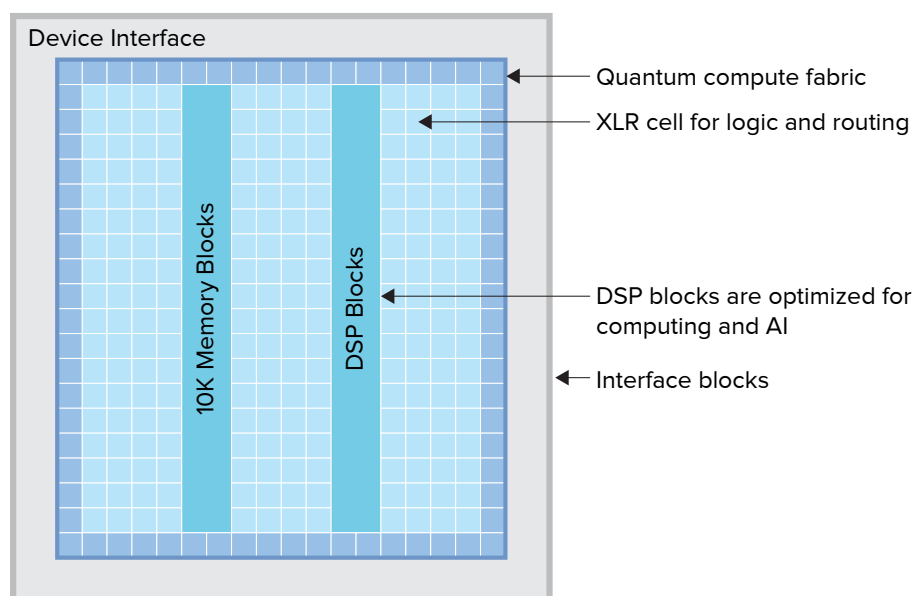 Device Interface
Quantum compute fabric
XLR cell for logic and routing
10K Memory Blocks
DSP Blocks
DSP blocks are optimized for
computing and AI
Interface blocks